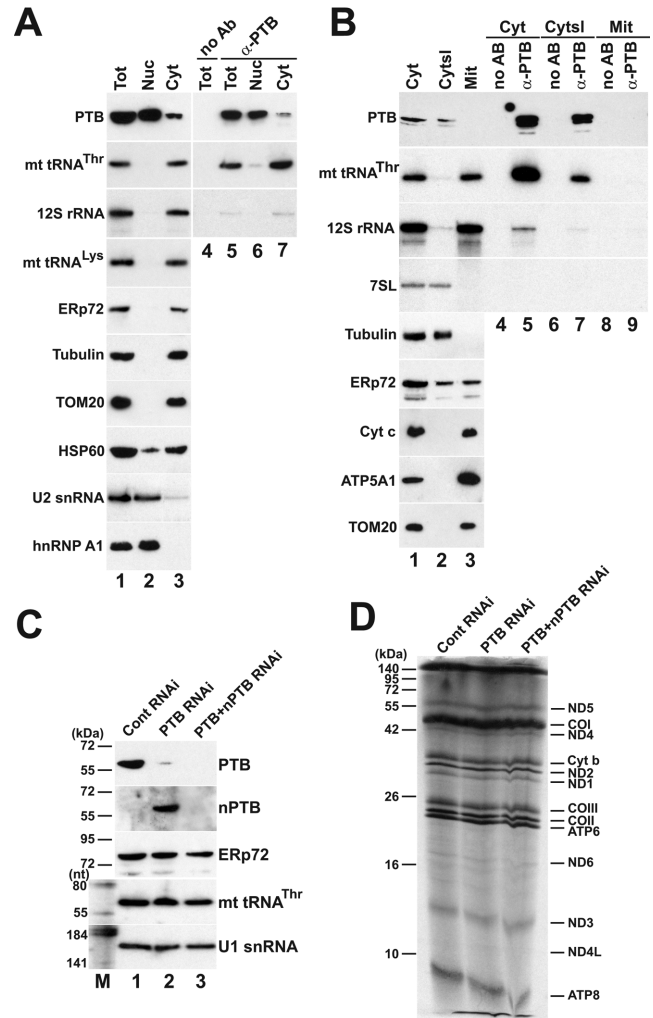 A
no Ab
α-PTB
Tot
Nuc
Cyt
Tot
Tot
Nuc
Cyt
PTB
mt tRNAThr
12S rRNA
4 5 6 7
mt tRNALys
ERp72
Tubulin
TOM20
HSP60
U2 snRNA
hnRNP A1
1 2 3
B
Cyt Cytsl Mit
Cyt
Cytsl
Mit
no AB
α-PTB
no AB
α-PTB
no AB
α-PTB
PTB
mt tRNAThr
12S rRNA
7SL
4 5 6 7 8 9
Tubulin
ERp72
Cyt c
ATP5A1
TOM20
1 2 3
C
Cont RNAi
PTB RNAi
PTB+nPTB RNAi
(kDa)
72
55
PTB
72
55
nPTB
95
72
ERp72
(nt)
80
55
mt tRNAThr
184
141
U1 snRNA
M 1 2 3
D
Cont RNAi
PTB RNAi
PTB+nPTB RNAi
(kDa)
140
95
72
55
42
26
16
10
ND5
COI
ND4
Cyt b
ND2
ND1
COIII
COII
ATP6
ND6
ND3
ND4L
ATP8